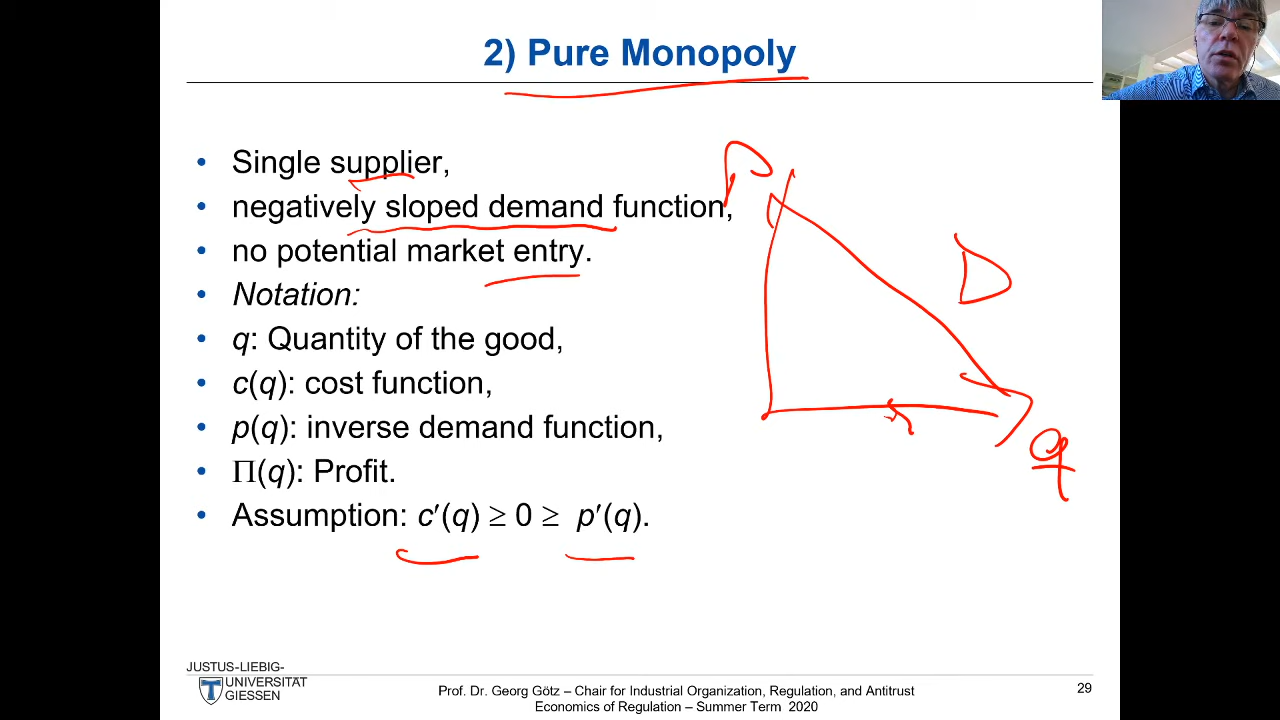 2) Pure Monopoly
• Single supplier,
• negatively sloped demand function,
• no potential market entry.
• Notation:
• q: Quantity of the good,
• c(q): cost function,
• p(q): inverse demand function,
• Π(q): Profit.
• Assumption: c′(q) ≥ 0 ≥ p′(q).
P
D
q
JUSTUS-LIEBIG-
UNIVERSITÄT
GIESSEN
Prof. Dr. Georg Götz – Chair for Industrial Organization, Regulation, and Antitrust
Economics of Regulation – Summer Term 2020
29